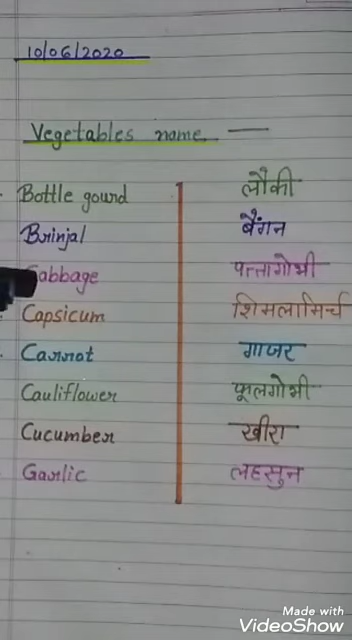 10/06/2020
Vegetables name —
Bottle gourd लौकी
Brinjal बैंगन
Cabbage पत्तागोभी
Capsicum शिमलामिर्च
Carrot गाजर
Cauliflower फूलगोभी
Cucumber खीरा
Garlic लहसुन
Made with
VideoShow